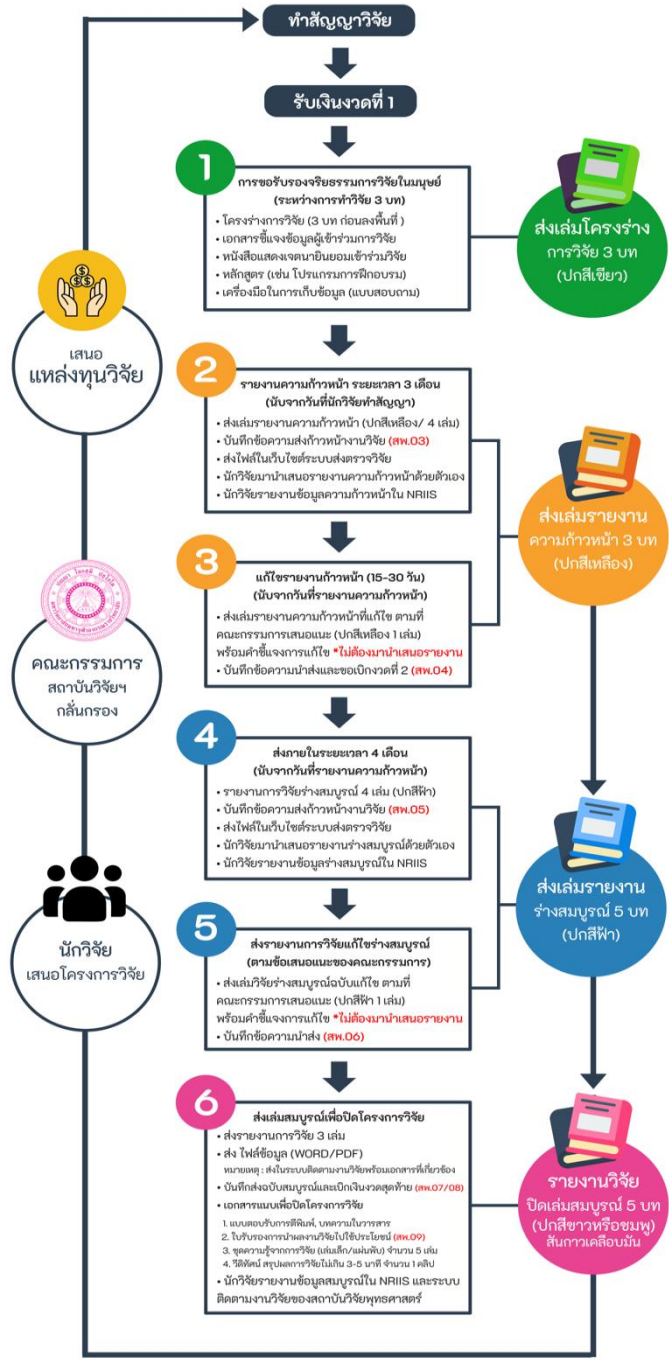 ทำสัญญาวิจัย
รับเงินงวดที่ 1
1
การขอรับรองจริยธรรมการวิจัยในมนุษย์
(ระหว่างการทำวิจัย 3 บท)
• โครงร่างการวิจัย (3 บท ก่อนลงพื้นที่ )
• เอกสารชี้แจงข้อมูลผู้เข้าร่วมการวิจัย
• หนังสือแสดงเจตนายินยอมเข้าร่วมวิจัย
• หลักสูตร (เช่น โปรแกรมการฝึกอบรม)
• เครื่องมือในการเก็บข้อมูล (แบบสอบถาม)
ส่งเล่มโครงร่าง
การวิจัย 3 บท
(ปกสีเขียว)
เสนอ
แหล่งทุนวิจัย
2
รายงานความก้าวหน้า ระยะเวลา 3 เดือน
(นับจากวันที่นักวิจัยทำสัญญา)
• ส่งเล่มรายงานความก้าวหน้า (ปกสีเหลือง/ 4 เล่ม)
• บันทึกข้อความส่งก้าวหน้างานวิจัย (สพ.03)
• ส่งไฟล์ในเว็บไซต์ระบบส่งตรวจวิจัย
• นักวิจัยมานำเสนอรายงานความก้าวหน้าด้วยตัวเอง
• นักวิจัยรายงานข้อมูลความก้าวหน้าใน NRIIS
ส่งเล่มรายงาน
ความก้าวหน้า 3 บท
(ปกสีเหลือง)
3
แก้ไขรายงานก้าวหน้า (15-30 วัน)
(นับจากวันที่รายงานความก้าวหน้า)
• ส่งเล่มรายงานความก้าวหน้าที่แก้ไข ตามที่
คณะกรรมการเสนอแนะ (ปกสีเหลือง 1 เล่ม)
พร้อมคำชี้แจงการแก้ไข *ไม่ต้องมานำเสนอรายงาน
• บันทึกข้อความนำส่งและขอเบิกงวดที่ 2 (สพ.04)
คณะกรรมการ
สถาบันวิจัยฯ
กลั่นกรอง
4
ส่งภายในระยะเวลา 4 เดือน
(นับจากวันที่รายงานความก้าวหน้า)
• รายงานการวิจัยร่างสมบูรณ์ 4 เล่ม (ปกสีฟ้า)
• บันทึกข้อความส่งก้าวหน้างานวิจัย (สพ.05)
• ส่งไฟล์ในเว็บไซต์ระบบส่งตรวจวิจัย
• นักวิจัยมานำเสนอรายงานร่างสมบูรณ์ด้วยตัวเอง
• นักวิจัยรายงานข้อมูลร่างสมบูรณ์ใน NRIIS
ส่งเล่มรายงาน
ร่างสมบูรณ์ 5 บท
(ปกสีฟ้า)
นักวิจัย
เสนอโครงการวิจัย
5
ส่งรายงานการวิจัยแก้ไขร่างสมบูรณ์
(ตามข้อเสนอแนะของคณะกรรมการ)
• ส่งเล่มวิจัยร่างสมบูรณ์ฉบับแก้ไข ตามที่
คณะกรรมการเสนอแนะ (ปกสีฟ้า 1 เล่ม)
พร้อมคำชี้แจงการแก้ไข *ไม่ต้องมานำเสนอรายงาน
• บันทึกข้อความนำส่ง (สพ.06)
6
ส่งเล่มสมบูรณ์เพื่อปิดโครงการวิจัย
• ส่งรายงานการวิจัย 3 เล่ม
• ส่ง ไฟล์ข้อมูล (WORD/PDF)
หมายเหตุ : ส่งในระบบติดตามงานวิจัยพร้อมเอกสารที่เกี่ยวข้อง
• บันทึกส่งฉบับสมบูรณ์และเบิกเงินงวดสุดท้าย (สพ.07/08)
• เอกสารแนบเพื่อปิดโครงการวิจัย
1. แบบตอบรับการตีพิมพ์, บทความในวารสาร
2. ใบรับรองการนำผลงานวิจัยไปใช้ประโยชน์ (สพ.09)
3. ชุดความรู้จากการวิจัย (เล่มเล็ก/แผ่นพับ) จำนวน 5 เล่ม
4. วีดิทัศน์ สรุปผลการวิจัยไม่เกิน 3-5 นาที จำนวน 1 คลิป
• นักวิจัยรายงานข้อมูลสมบูรณ์ใน NRIIS และระบบ
ติดตามงานวิจัยของสถาบันวิจัยพุทธศาสตร์
รายงานวิจัย
ปิดเล่มสมบูรณ์ 5 บท
(ปกสีขาวหรือชมพู)
สันกาวเคลือบมัน